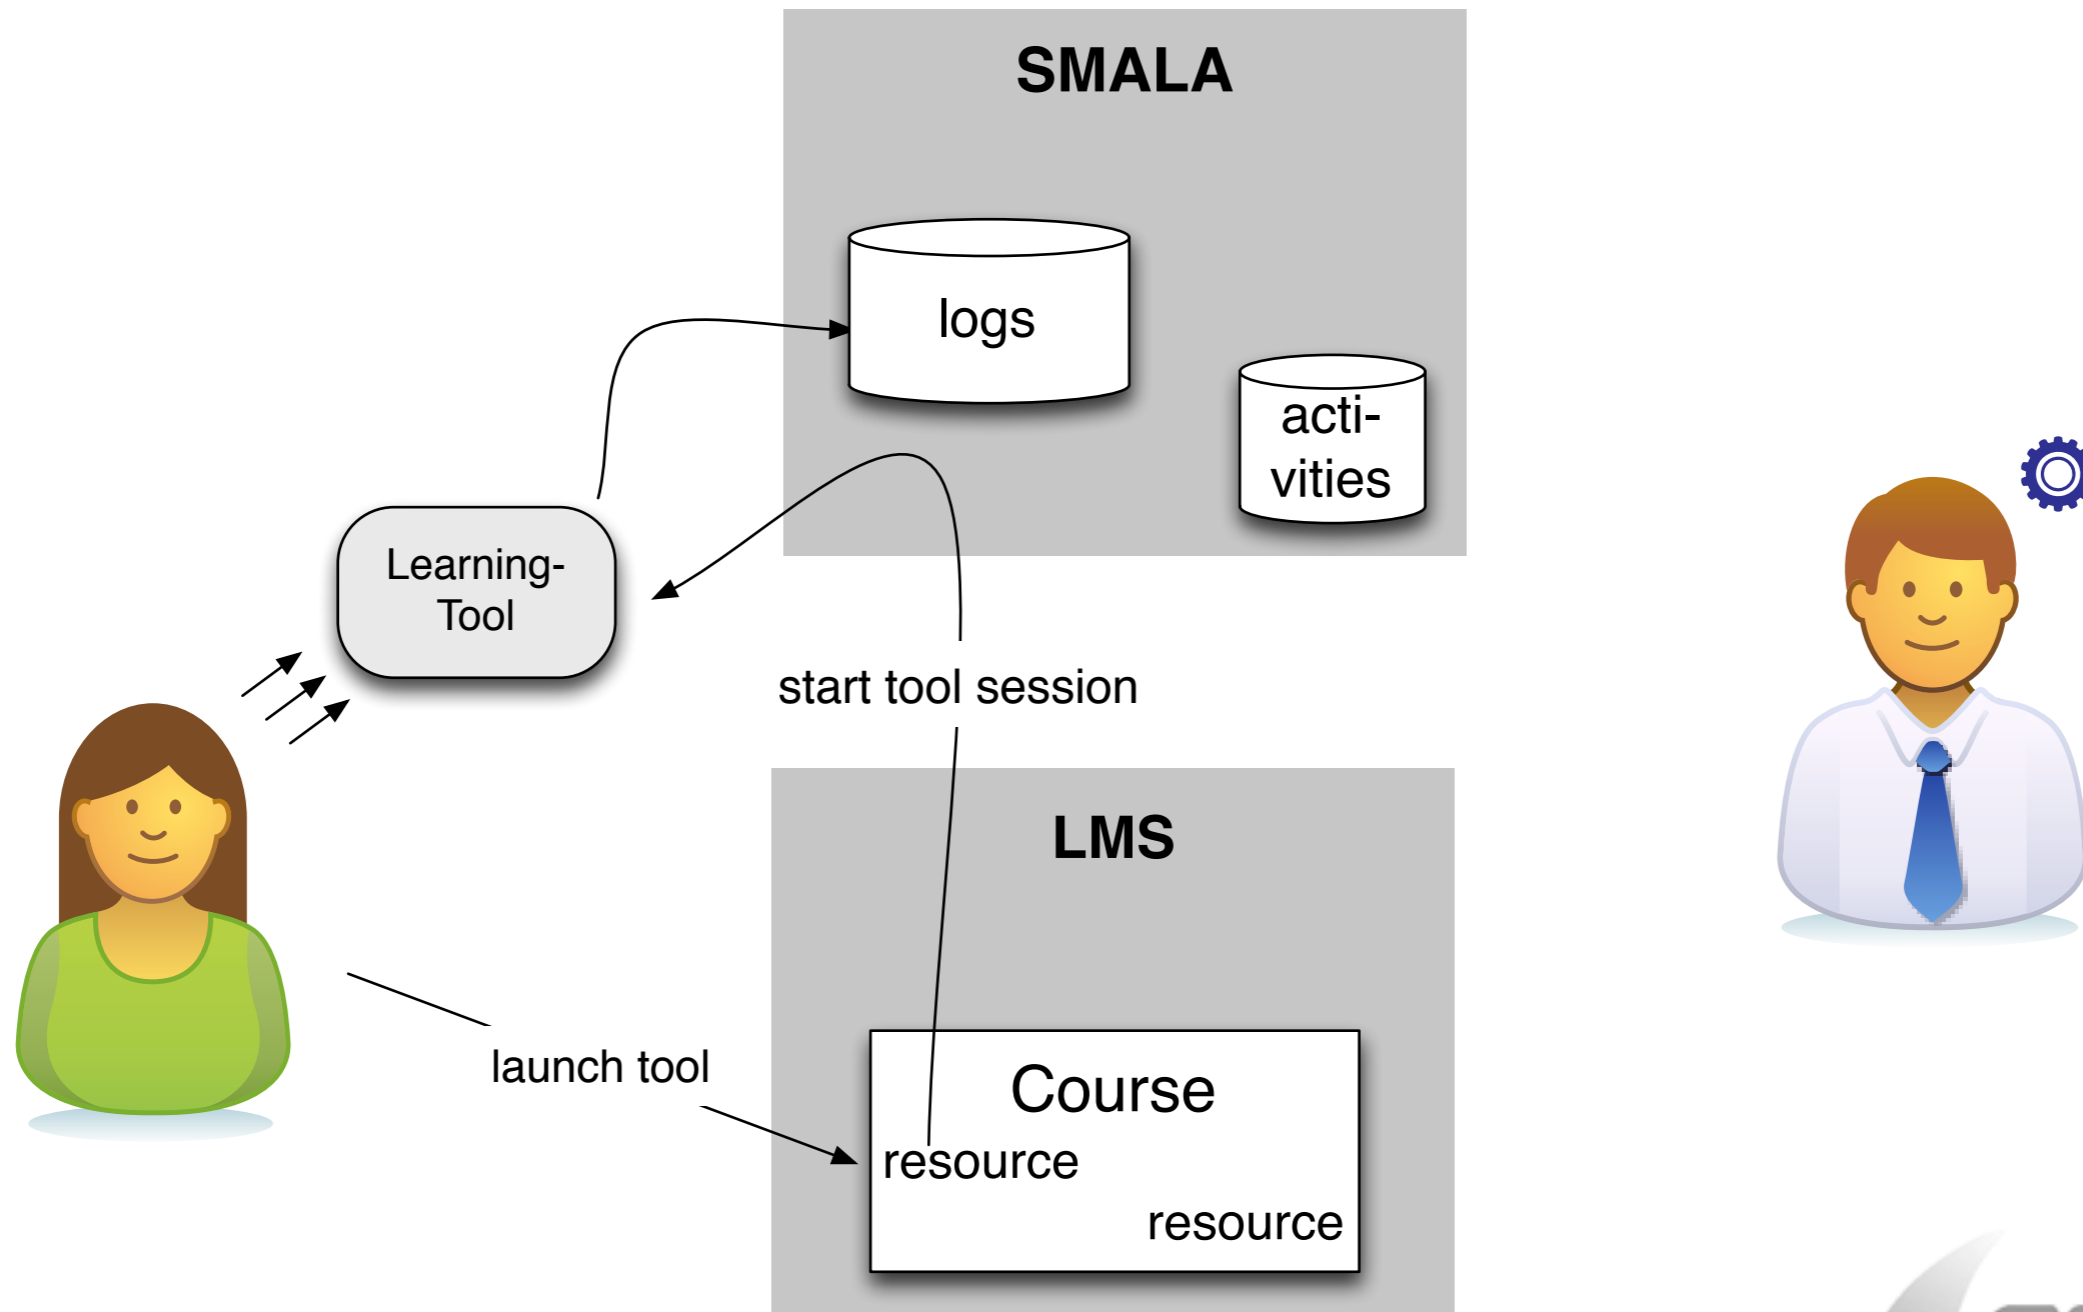 SMALA
logs
acti-
vities
Learning-
Tool
start tool session
LMS
launch tool
Course
resource
resource